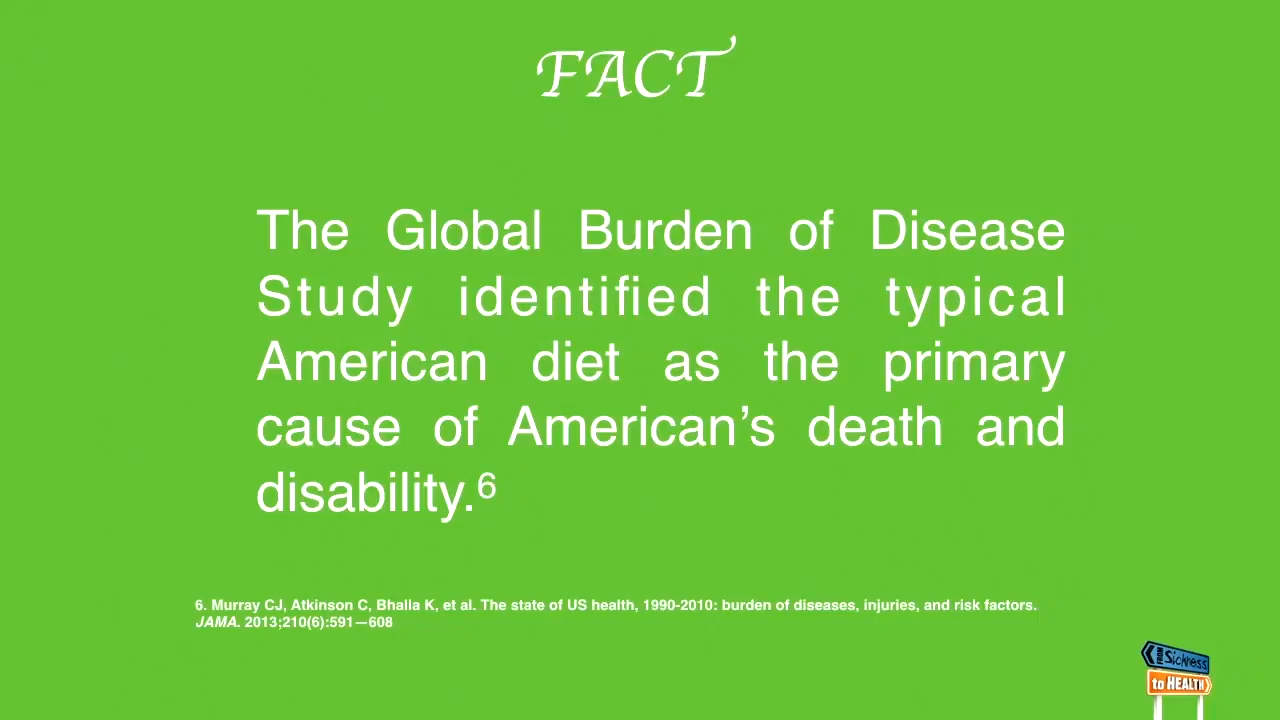 FACT
The Global Burden of Disease
Study identified the typical
American diet as the primary
cause of American’s death and
disability.⁶
6. Murray CJ, Atkinson C, Bhalla K, et al. The state of US health, 1990-2010: burden of diseases, injuries, and risk factors.
JAMA. 2013;210(6):591—608
FROM Sickness
to HEALTH